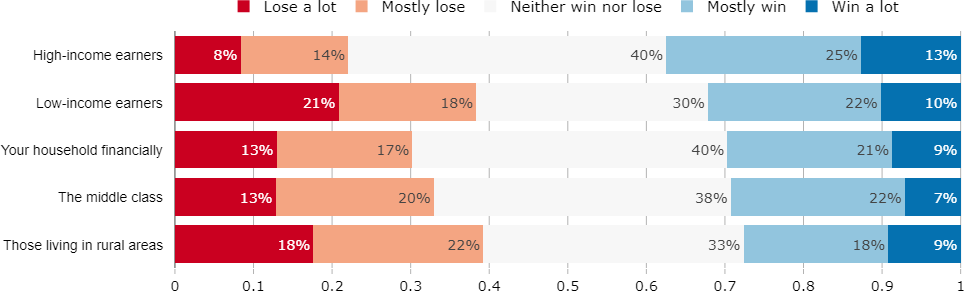 Lose a lot Mostly lose Neither win nor lose Mostly win Win a lot
High-income earners 8% 14% 40% 25% 13%
Low-income earners 21% 18% 30% 22% 10%
Your household financially 13% 17% 40% 21% 9%
The middle class 13% 20% 38% 22% 7%
Those living in rural areas 18% 22% 33% 18% 9%
0 0.1 0.2 0.3 0.4 0.5 0.6 0.7 0.8 0.9 1